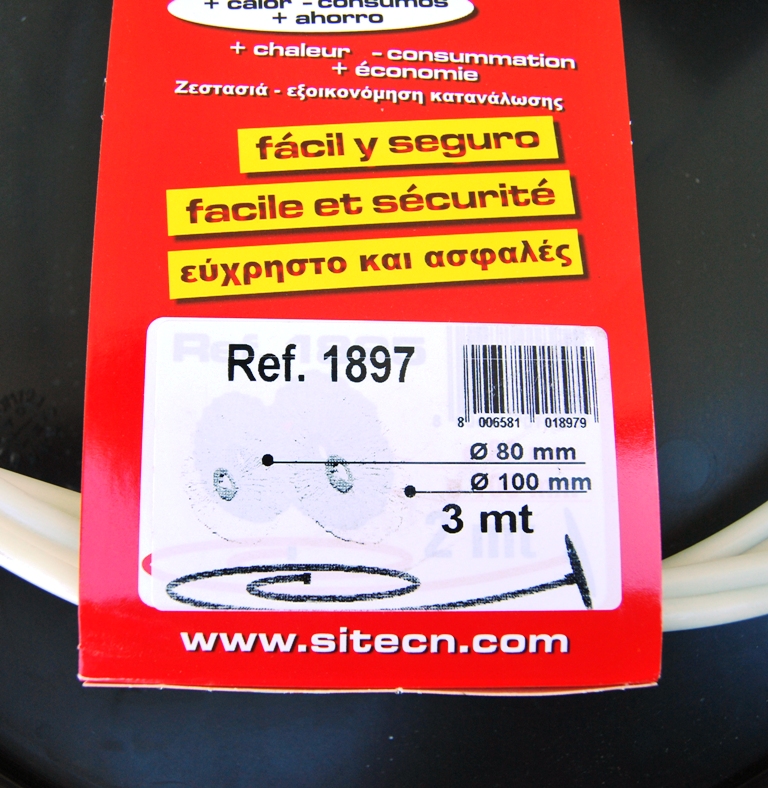 + calor - consumos
+ ahorro
+ chaleur - consummation
+ économie
Ζεστασιά - εξοικονόμηση κατανάλωσης
fácil y seguro
facile et sécurité
εύχρηστο και ασφαλές
Ref. 1897
8 006581 018979
Ø 80 mm
Ø 100 mm
3 mt
www.sitecn.com